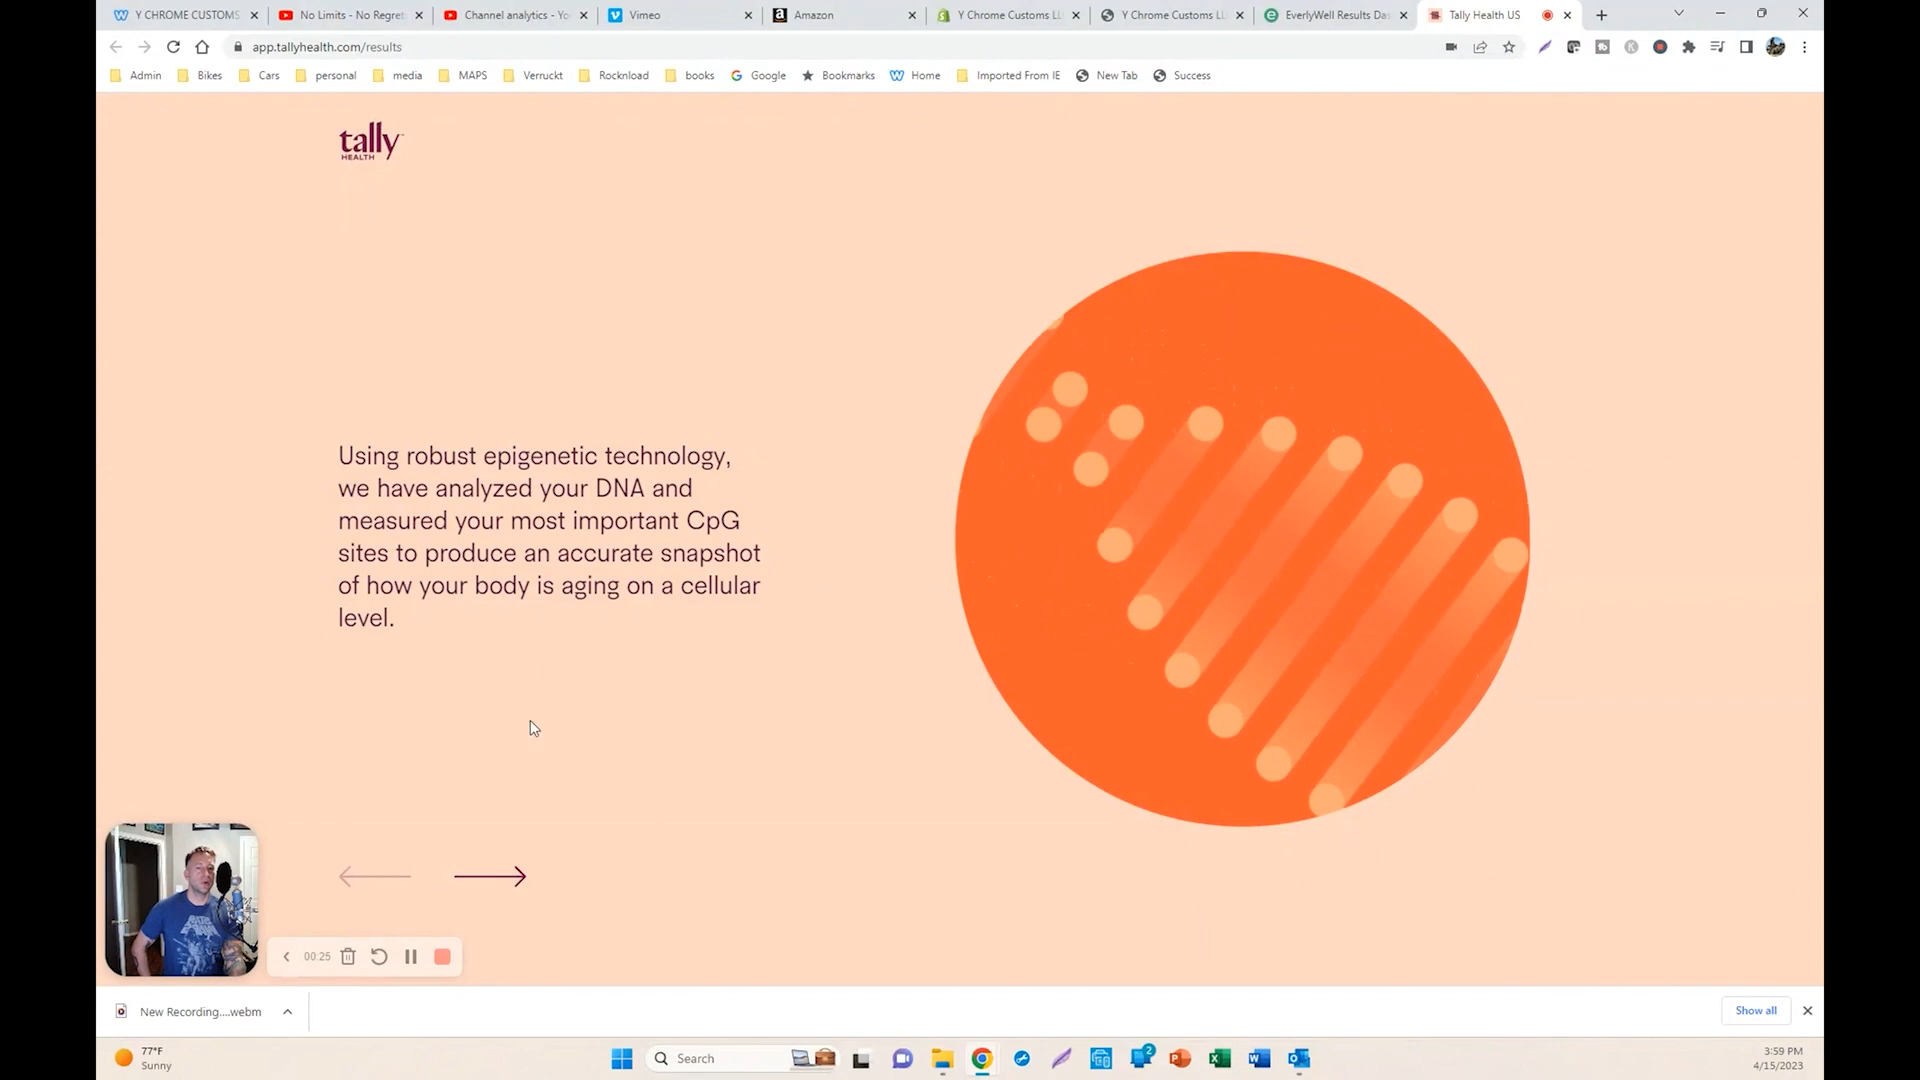 Y CHROME CUSTOMS
No Limits - No Regret
Channel analytics - Yo
Vimeo
Amazon
Y Chrome Customs LL
Y Chrome Customs LL
EverlyWell Results Das
Tally Health US
app.tallyhealth.com/results
Admin
Bikes
Cars
personal
media
MAPS
Verruckt
Rocknload
books
Google
Bookmarks
Home
Imported From IE
New Tab
Success
tally
HEALTH
Using robust epigenetic technology,
we have analyzed your DNA and
measured your most important CpG
sites to produce an accurate snapshot
of how your body is aging on a cellular
level.
00:25
New Recording....webm
Show all
77°F
Sunny
Search
2
3:59 PM
4/15/2023